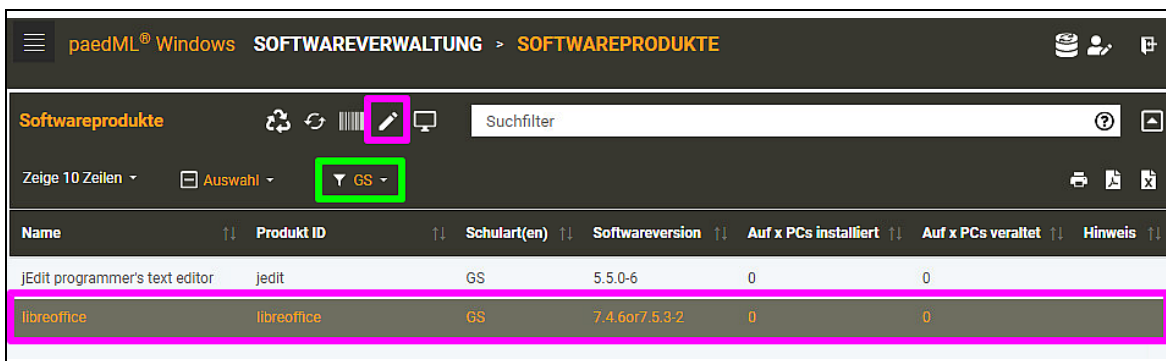 paedML® Windows SOFTWAREVERWALTUNG > SOFTWAREPRODUKTE
Softwareprodukte Suchfilter
Zeige 10 Zeilen Auswahl GS
Name Produkt ID Schulart(en) Softwareversion Auf x PCs installiert Auf x PCs veraltet Hinweis
jEdit programmer's text editor jedit GS 5.5.0-6 0 0
libreoffice libreoffice GS 7.4.6or7.5.3-2 0 0